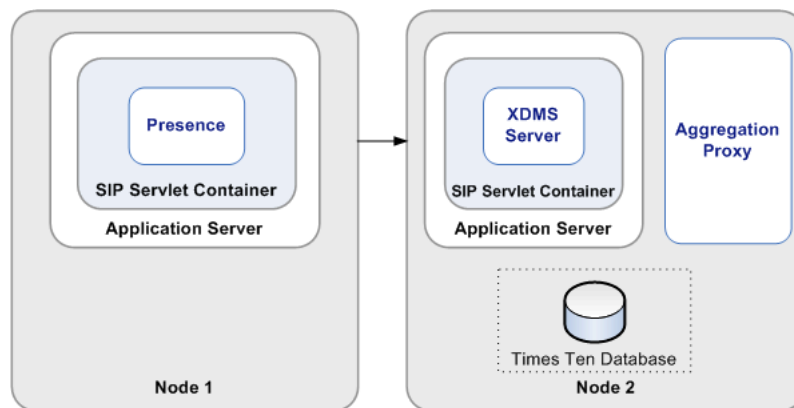 Presence
SIP Servlet Container
Application Server
Node 1
XDMS
Server
SIP Servlet Container
Application Server
Aggregation
Proxy
Times Ten Database
Node 2